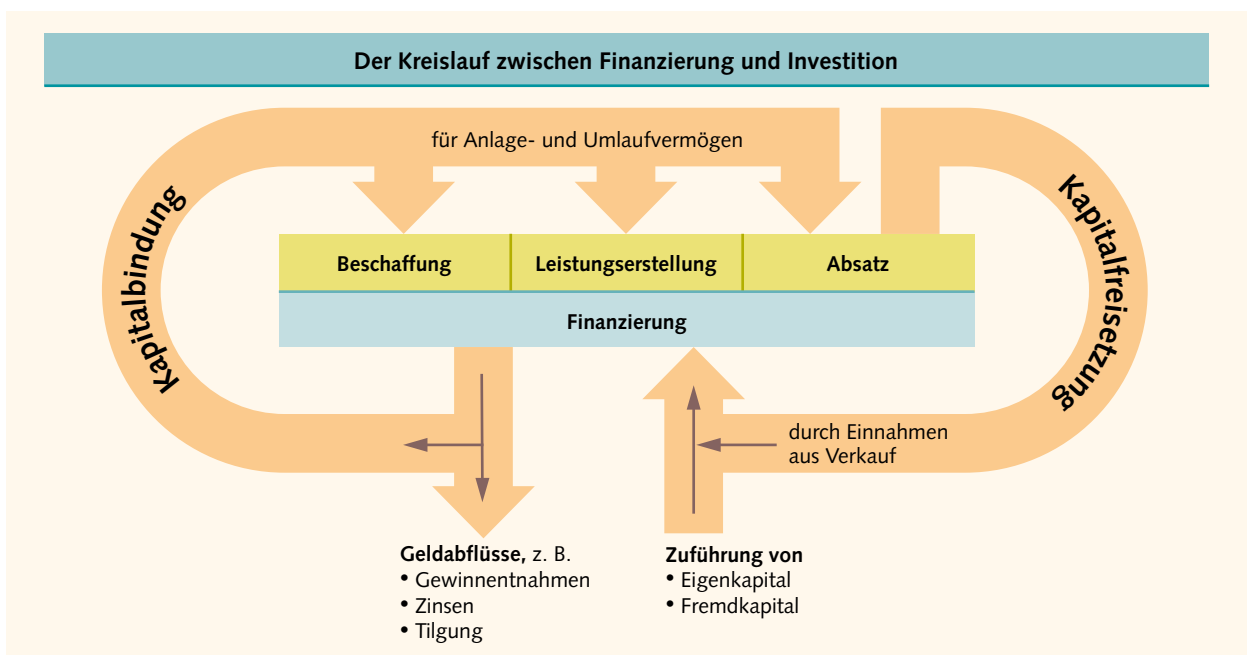 Der Kreislauf zwischen Finanzierung und Investition
für Anlage- und Umlaufvermögen
Kapitalbindung
Kapitalfreisetzung
Beschaffung
Leistungserstellung
Absatz
Finanzierung
durch Einnahmen
aus Verkauf
Geldabflüsse, z. B.
• Gewinnentnahmen
• Zinsen
• Tilgung
Zuführung von
• Eigenkapital
• Fremdkapital